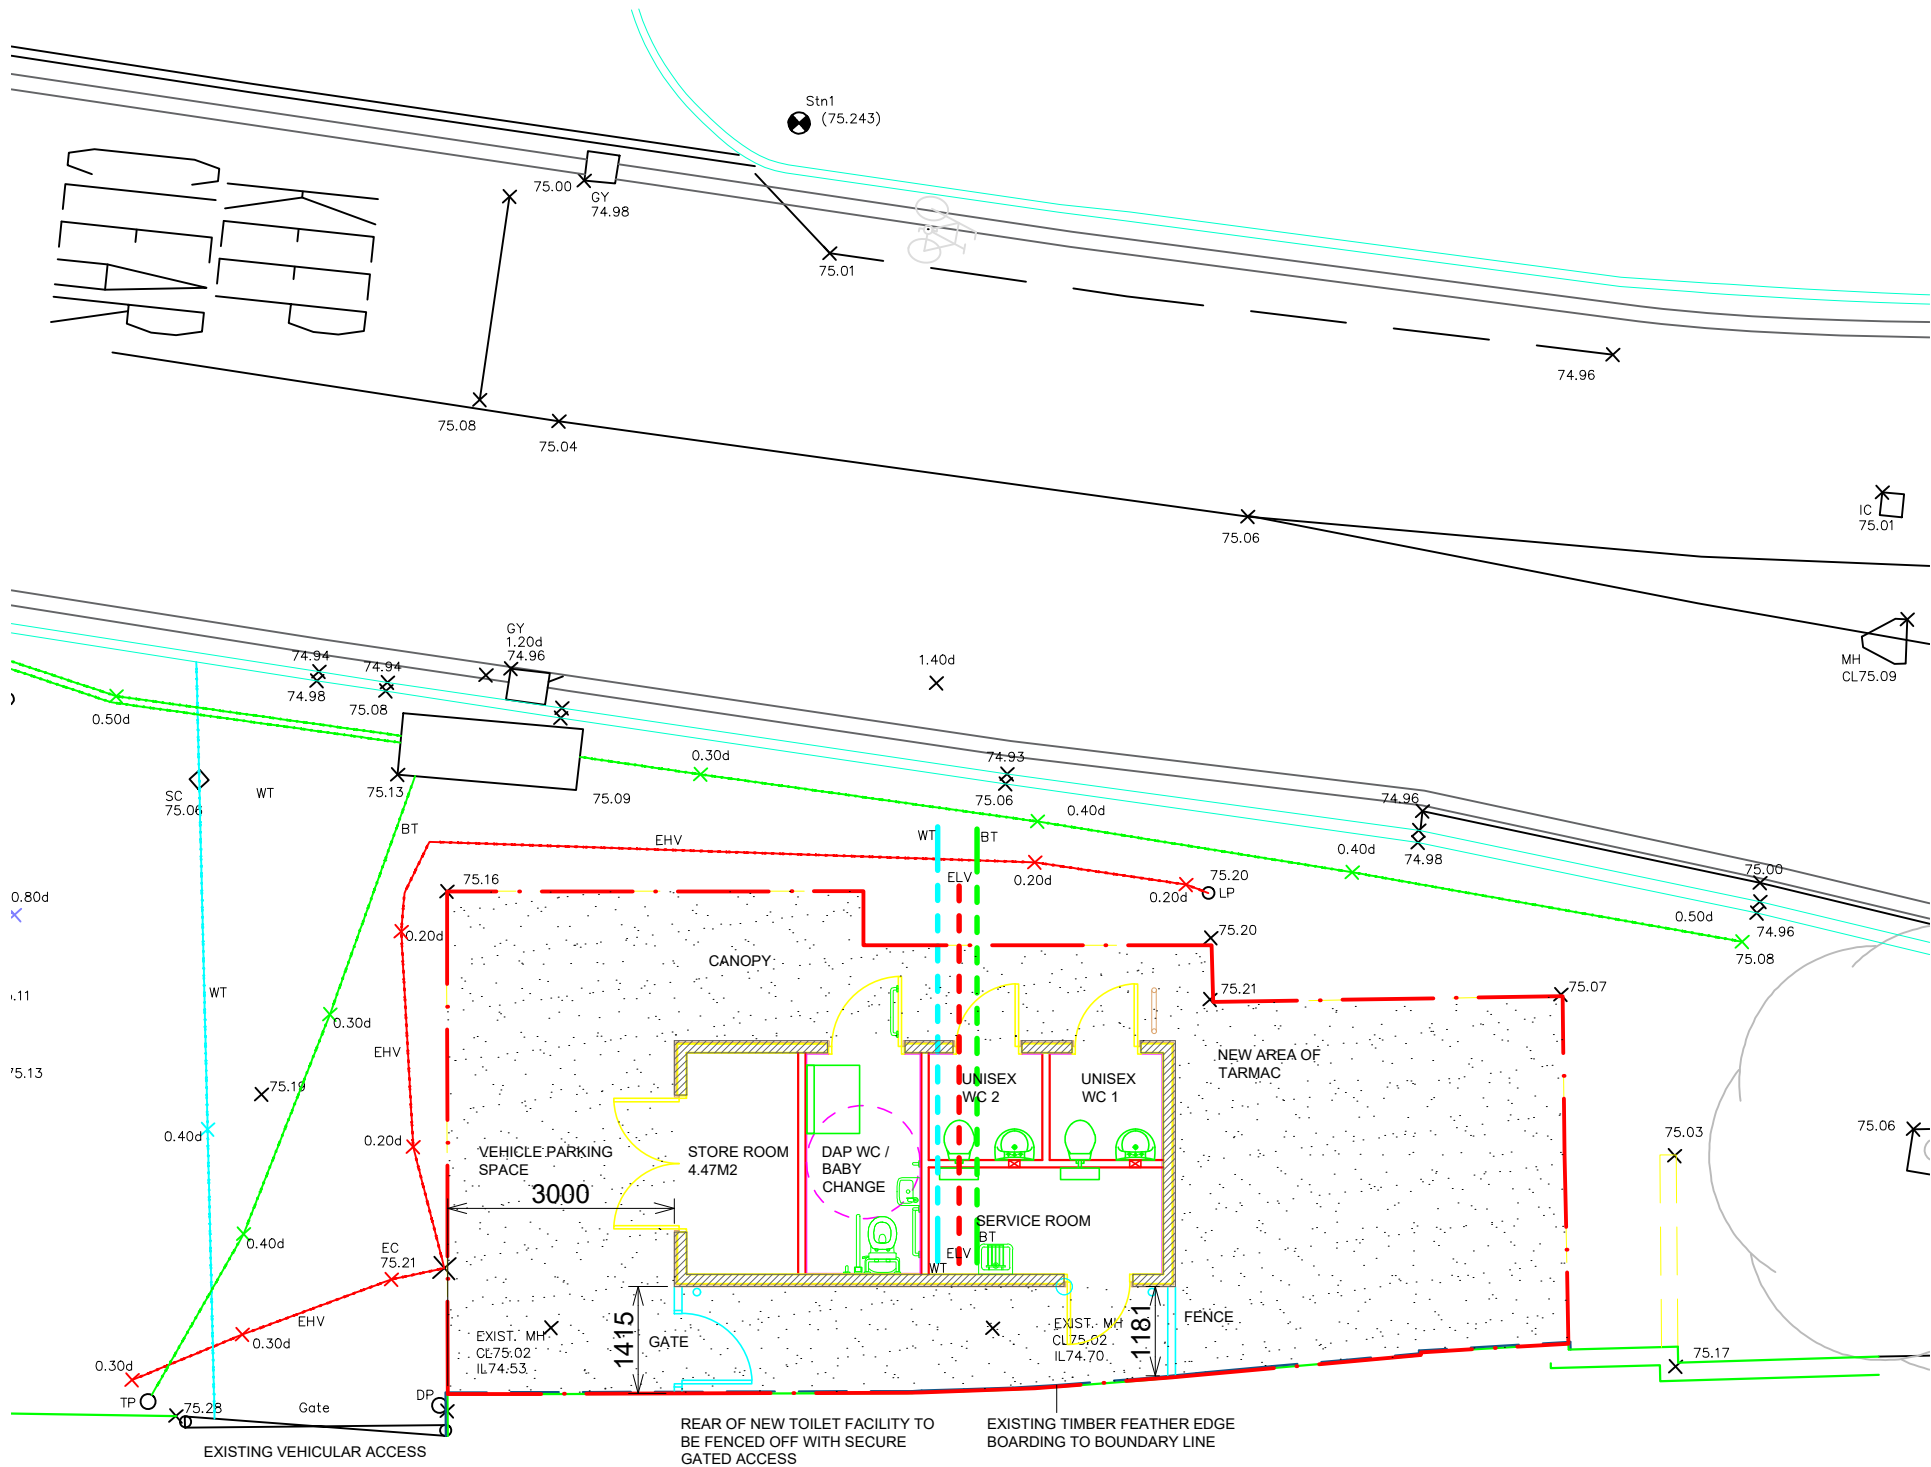 Stn1
(75.243)
75.00
GY
74.98
75.01
74.96
75.08
75.04
75.06
IC
75.01
GY
1.20d
74.96
74.94
74.94
74.98
75.08
1.40d
MH
CL75.09
0.50d
0.30d
74.93
75.06
0.40d
74.96
74.98
0.40d
75.00
0.50d
74.96
75.08
SC
75.06
WT
75.13
75.09
BT
EHV
WT
BT
ELV
0.20d
0.20d
75.20
LP
75.16
75.20
0.80d
0.20d
CANOPY
75.21
75.07
.11
WT
0.30d
EHV
75.13
75.19
NEW AREA OF
TARMAC
UNISEX
WC 2
UNISEX
WC 1
0.40d
0.20d
VEHICLE PARKING
SPACE
STORE ROOM
4.47M2
DAP WC /
BABY
CHANGE
75.03
75.06
3000
SERVICE ROOM
BT
ELV
WT
0.40d
EC
75.21
EHV
0.30d
0.30d
EXIST. MH
CL75.02
IL74.53
1415
GATE
EXIST. MH
CL75.02
IL74.70
1181
FENCE
75.17
TP
75.28
Gate
DP
EXISTING VEHICULAR ACCESS
REAR OF NEW TOILET FACILITY TO
BE FENCED OFF WITH SECURE
GATED ACCESS
EXISTING TIMBER FEATHER EDGE
BOARDING TO BOUNDARY LINE